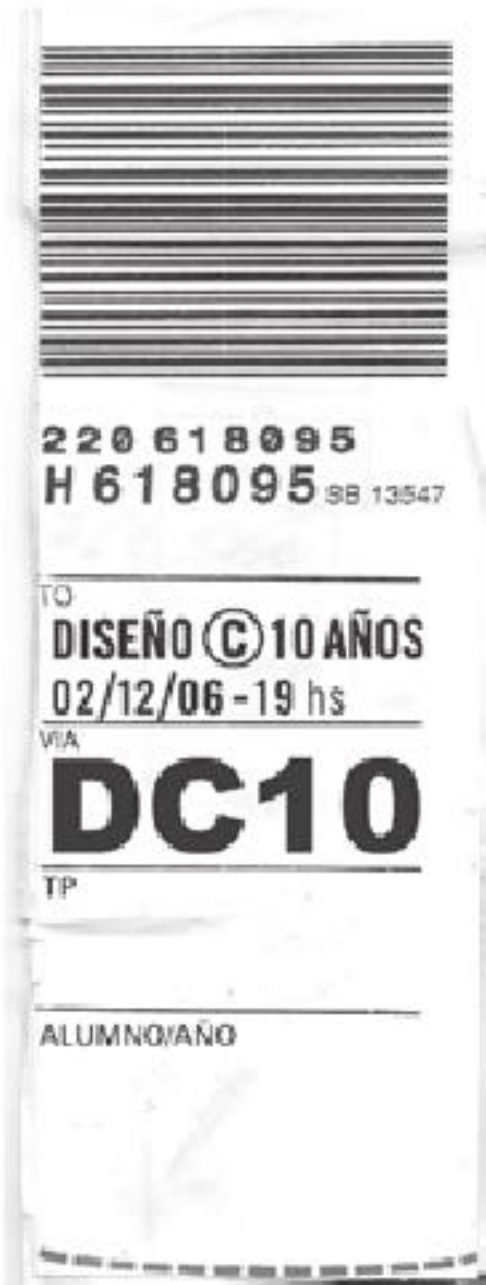 220 618095
H 618095 SB 13547
TO
DISEÑO © 10 AÑOS
02/12/06 - 19 hs
VIA
DC10
TP
ALUMNO/AÑO